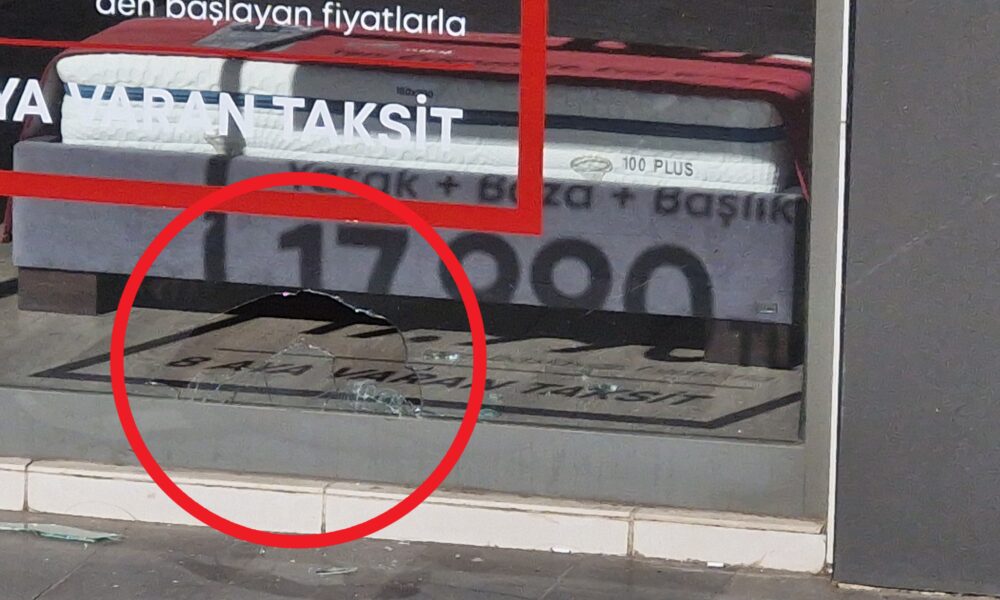 den başlayan fiyatlarla
YA VARAN TAKSİT
100 PLUS
Yatak + Baza + Başlık
17.990
8 AYA VARAN TAKSİT